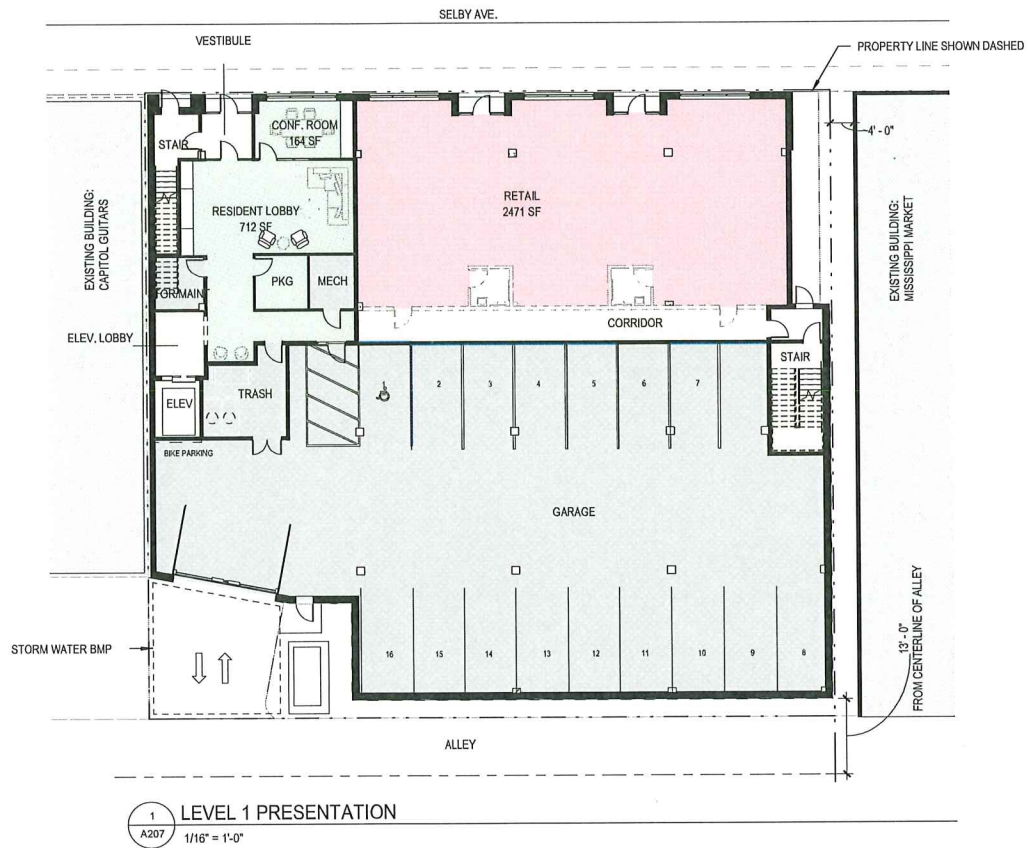 SELBY AVE.
VESTIBULE
PROPERTY LINE SHOWN DASHED
CONF. ROOM
164 SF
STAIR
4' - 0"
RETAIL
2471 SF
RESIDENT LOBBY
712 SF
EXISTING BUILDING:
CAPITOL GUITARS
EXISTING BUILDING:
MISSISSIPPI MARKET
PKG
MECH
CORRIDOR
ELEV. LOBBY
STAIR
ELEV
TRASH
1
2
3
4
5
6
7
BIKE PARKING
GARAGE
STORM WATER BMP
16
15
14
13
12
11
10
9
8
13' - 0"
FROM CENTERLINE OF ALLEY
ALLEY
1
A207
LEVEL 1 PRESENTATION
1/16" = 1'-0"